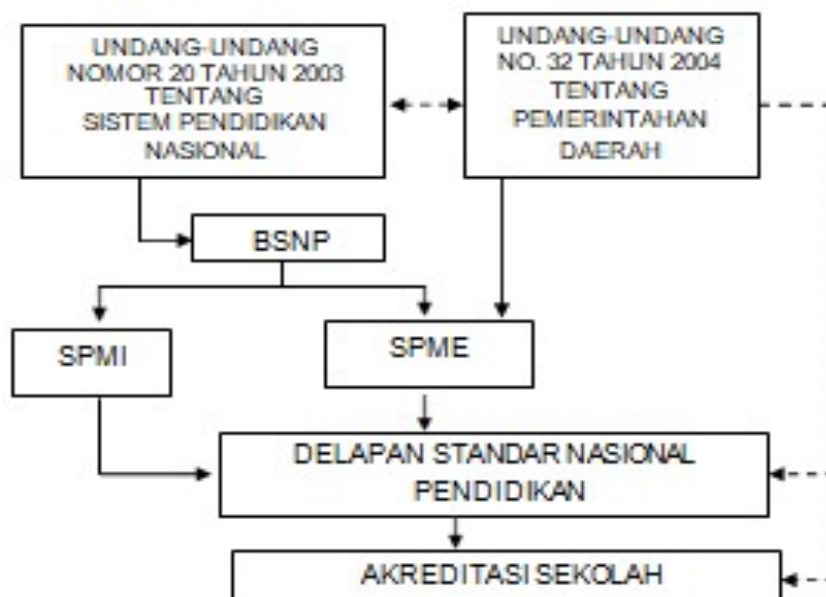 UNDANG-UNDANG
NOMOR 20 TAHUN 2003
TENTANG
SISTEM PENDIDIKAN
NASIONAL
UNDANG-UNDANG
NO. 32 TAHUN 2004
TENTANG
PEMERINTAHAN
DAERAH
BSNP
SPMI
SPME
DELAPAN STANDAR NASIONAL
PENDIDIKAN
AKREDITASI SEKOLAH